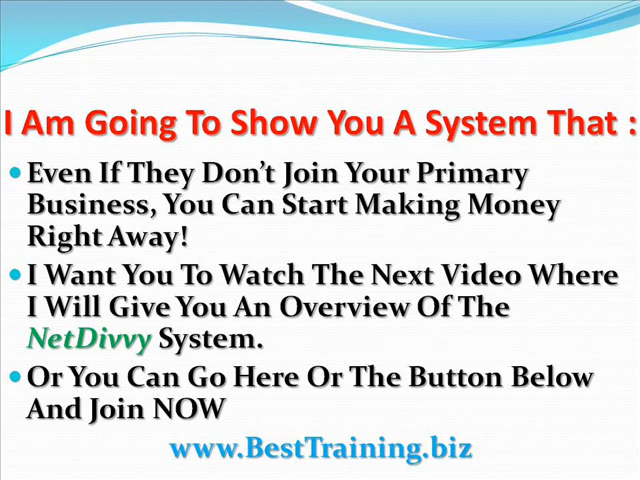 I Am Going To Show You A System That :
• Even If They Don't Join Your Primary
Business, You Can Start Making Money
Right Away!
• I Want You To Watch The Next Video Where
I Will Give You An Overview Of The
NetDivvy System.
• Or You Can Go Here Or The Button Below
And Join NOW
www.BestTraining.biz